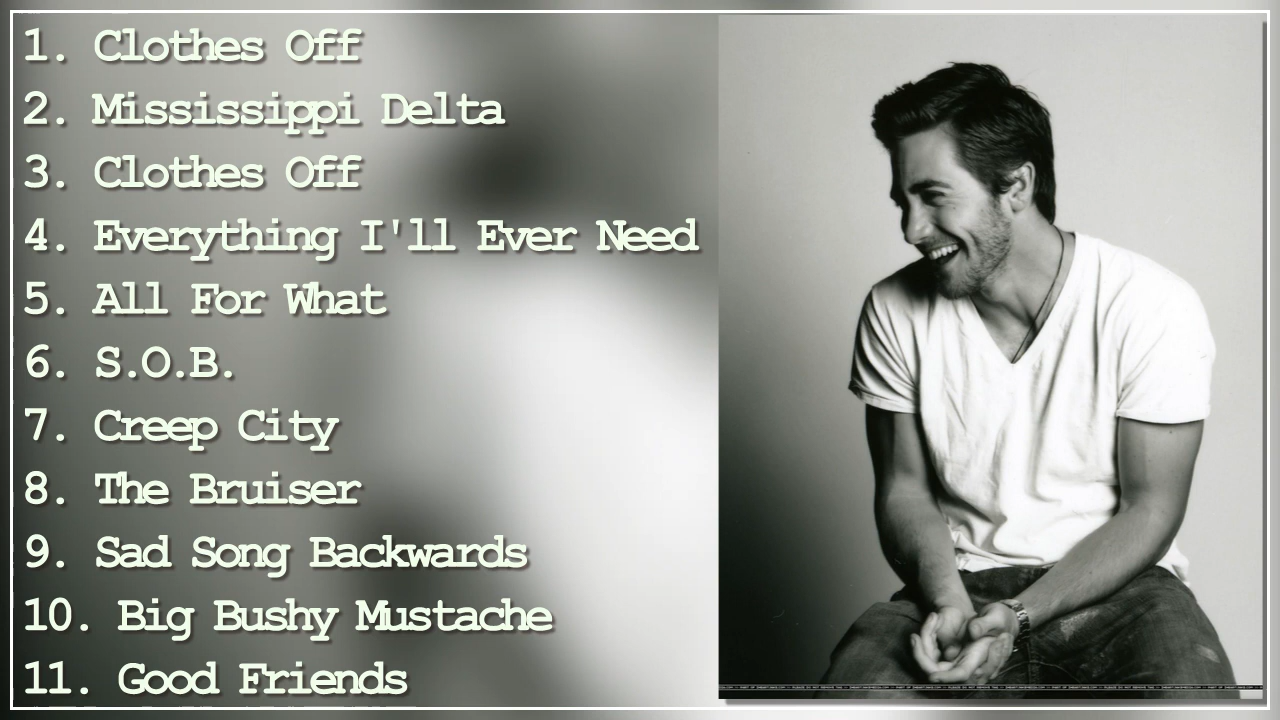 1. Clothes Off
2. Mississippi Delta
3. Clothes Off
4. Everything I'll Ever Need
5. All For What
6. S.O.B.
7. Creep City
8. The Bruiser
9. Sad Song Backwards
10. Big Bushy Mustache
11. Good Friends